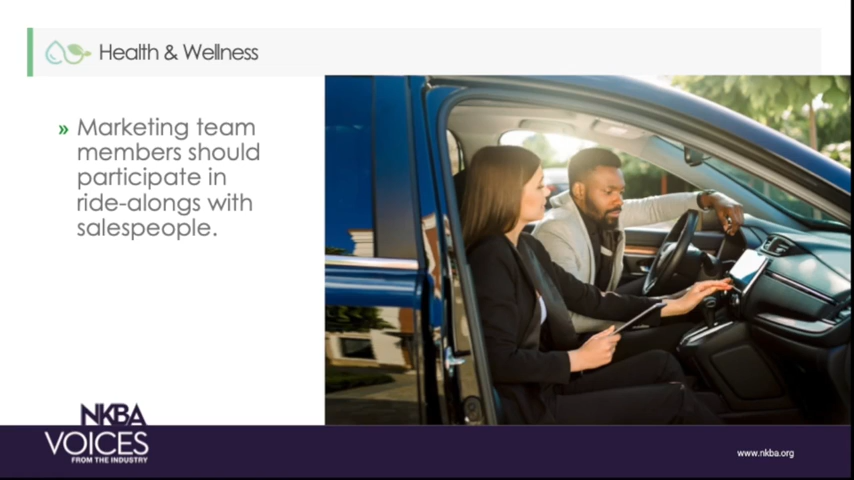 Health & Wellness
» Marketing team
members should
participate in
ride-alongs with
salespeople.
NKBA
VOICES
FROM THE INDUSTRY
www.nkba.org